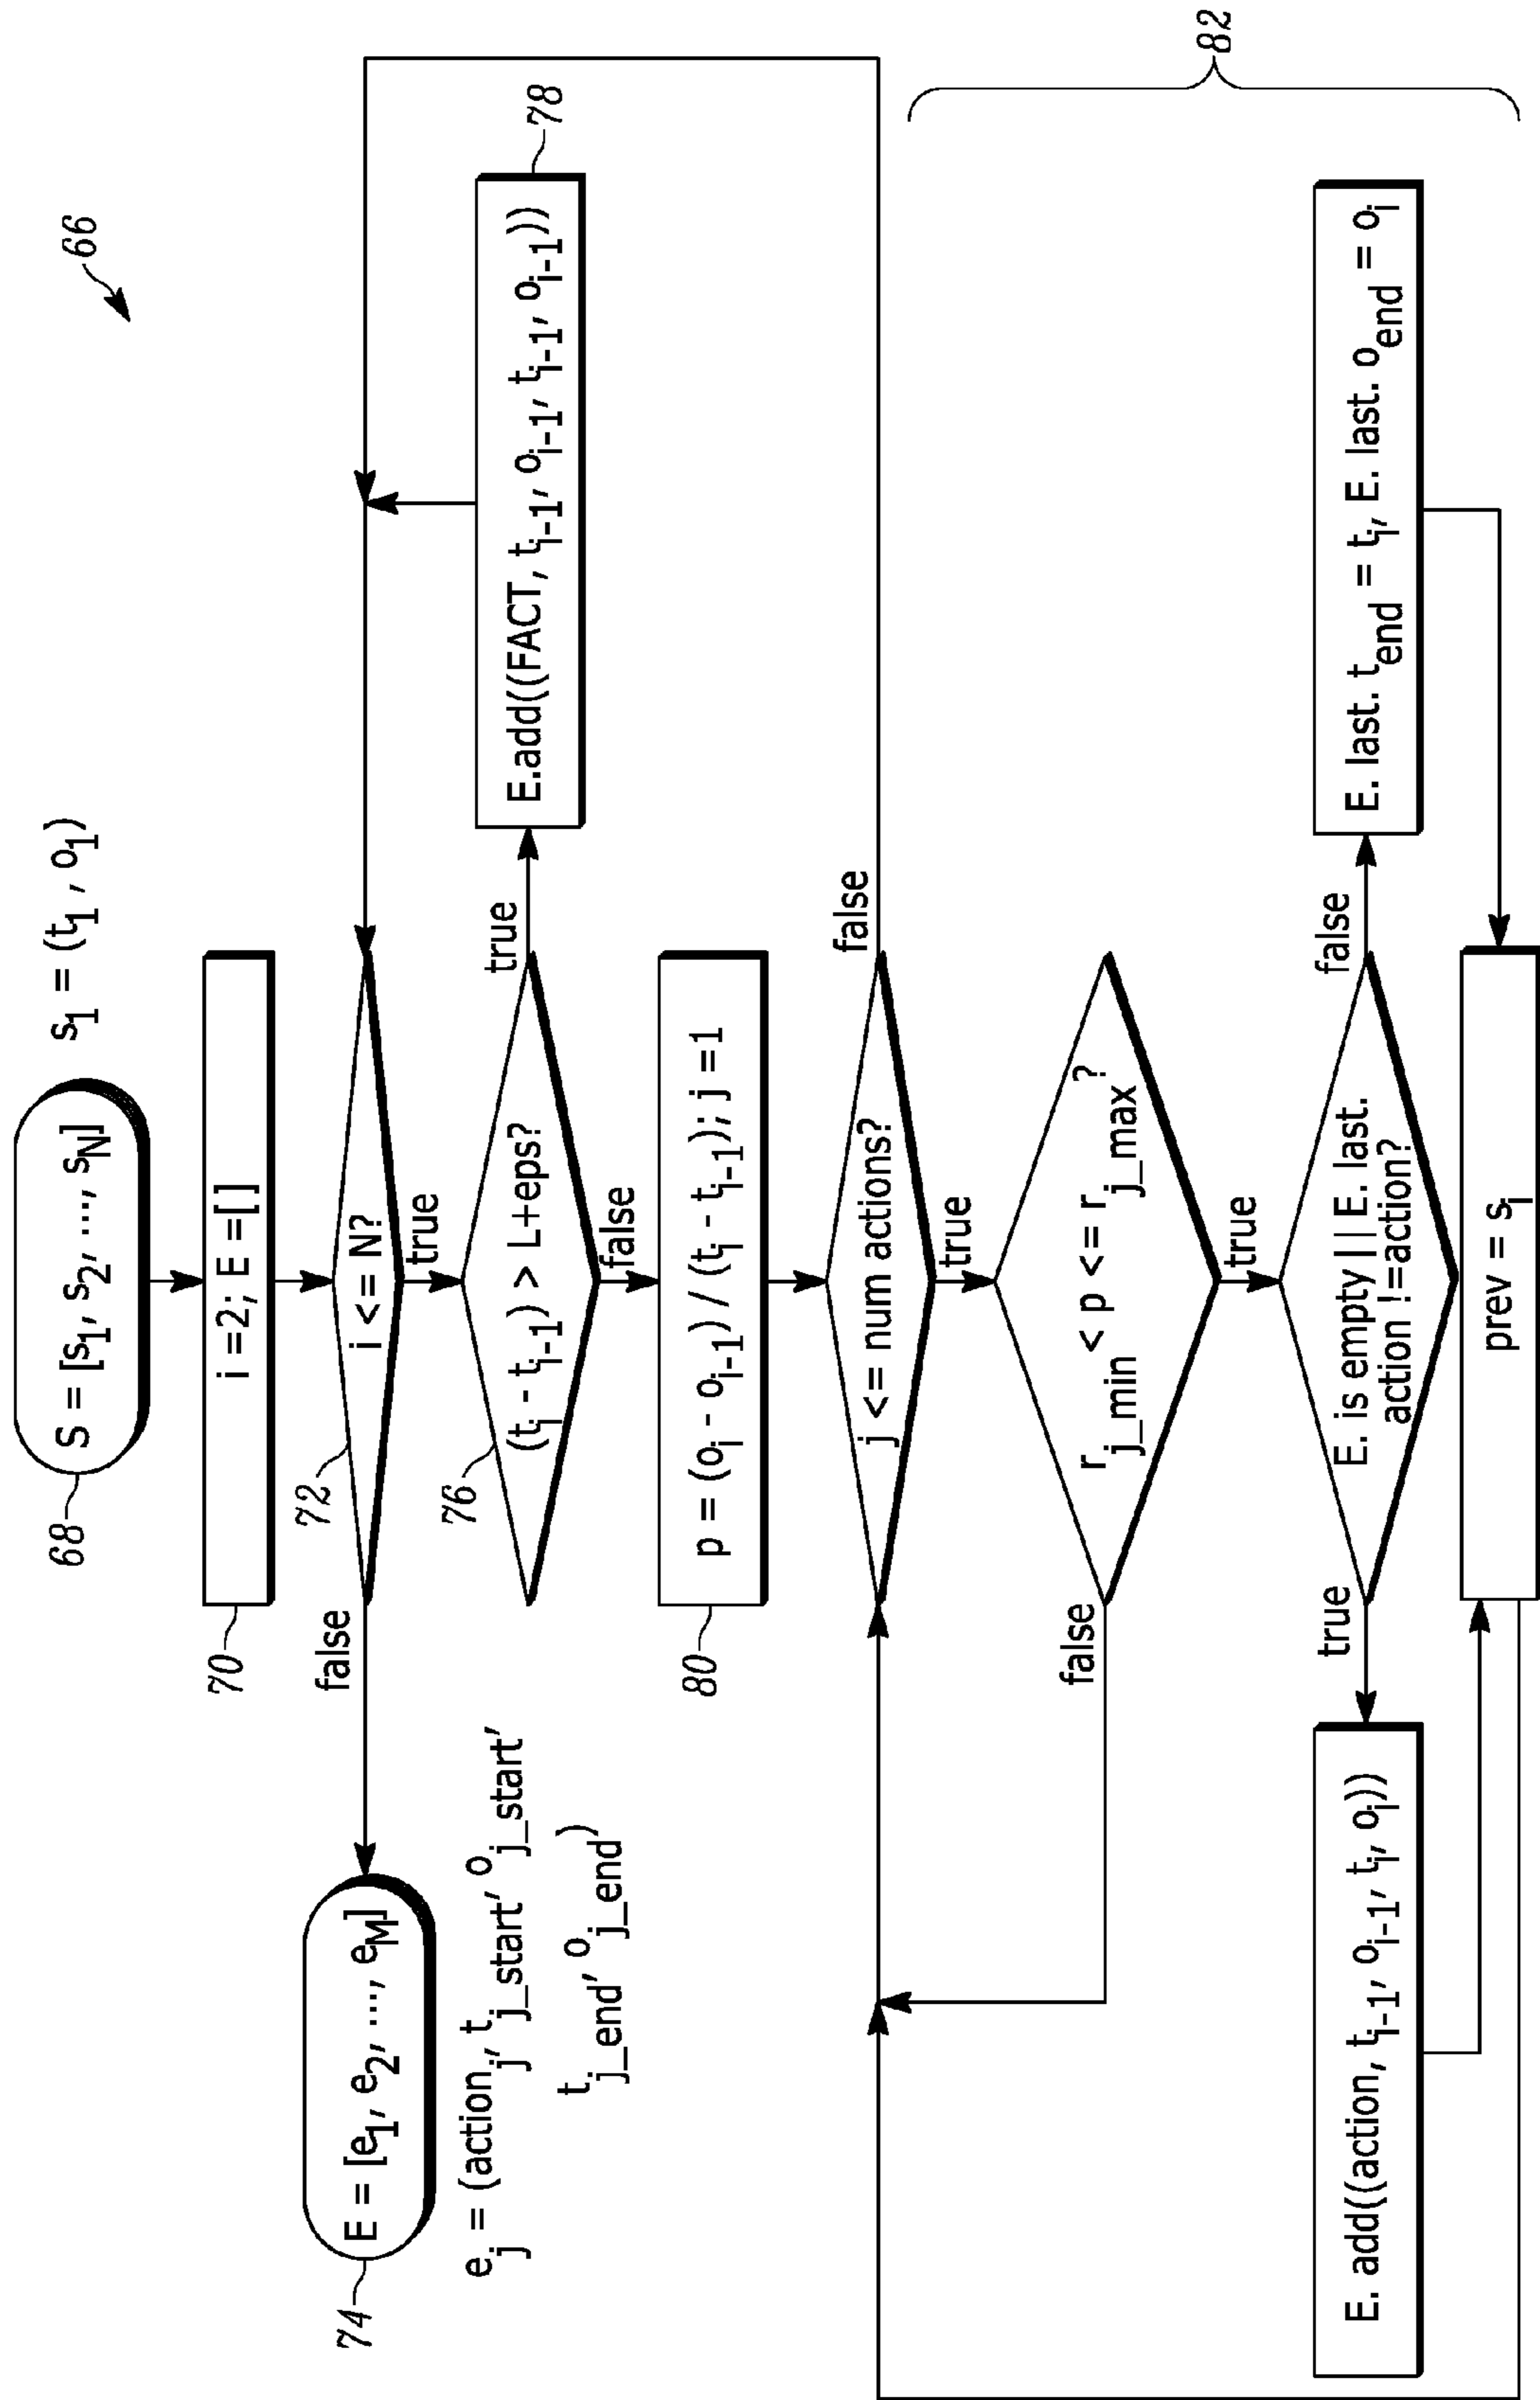 66
S = [s1, s2, ..., sN]
s1 = (t1, o1)
68
i =2; E =[]
70
i <= N?
72
true
false
E = [e1, e2, ..., eM]
74
ej = (actionj, tj_start, oj_start,
tj_end, oj_end)
(ti - ti-1) > L+eps?
76
true
E.add((FACT, ti-1, oi-1, ti-1, oi-1))
78
false
p = (oi - oi-1) / (ti - ti-1); j =1
80
j <= num actions?
false
true
rj_min < p <= rj_max ?
false
true
82
E. is empty || E. last.
action !=action?
true
false
E. add((action, ti-1, oi-1, ti, oi))
E. last. tend = ti, E. last. oend = oi
prev = si